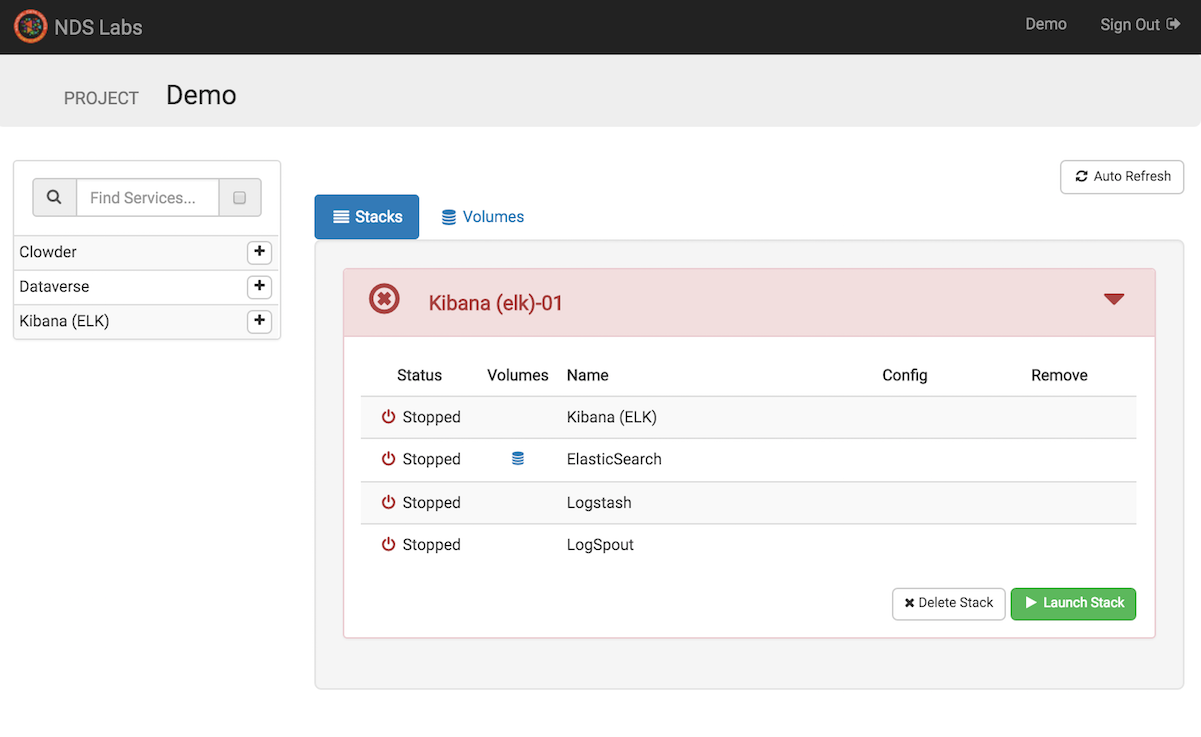 NDS Labs
Demo
Sign Out
PROJECT Demo
Find Services...
Clowder
Dataverse
Kibana (ELK)
Auto Refresh
Stacks
Volumes
Kibana (elk)-01
Status Volumes Name Config Remove
Stopped Kibana (ELK)
Stopped ElasticSearch
Stopped Logstash
Stopped LogSpout
Delete Stack
Launch Stack